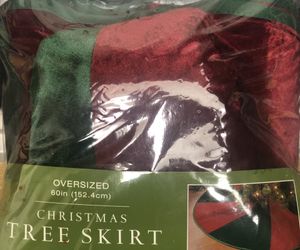 OVERSIZED
60in (152.4cm)
CHRISTMAS
TREE SKIRT